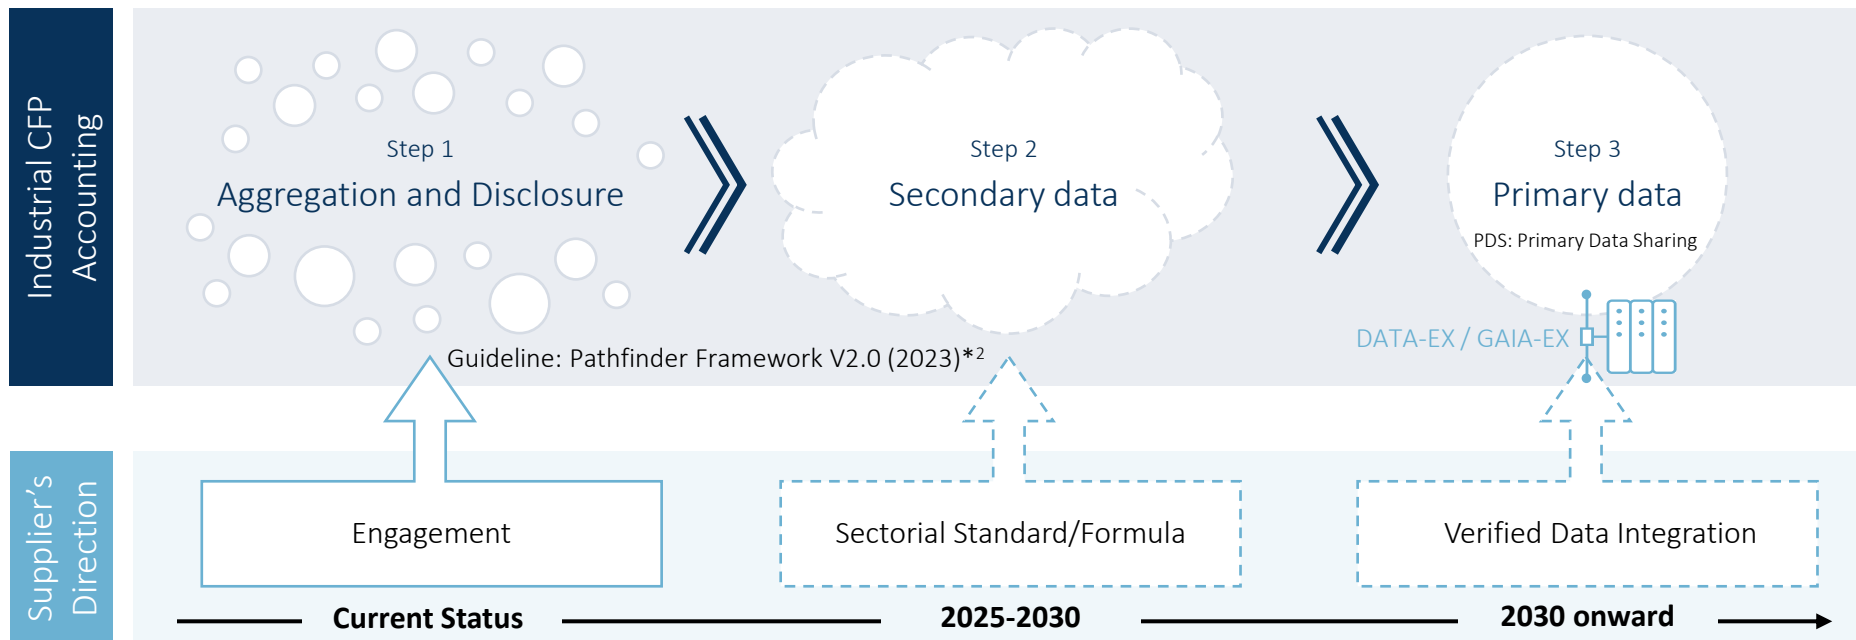 Industrial CFP
Accounting
Step 1
Aggregation and Disclosure
Step 2
Secondary data
Step 3
Primary data
PDS: Primary Data Sharing
DATA-EX / GAIA-EX
Guideline: Pathfinder Framework V2.0 (2023)*2
Supplier's
Direction
Engagement
Sectorial Standard/Formula
Verified Data Integration
Current Status
2025-2030
2030 onward